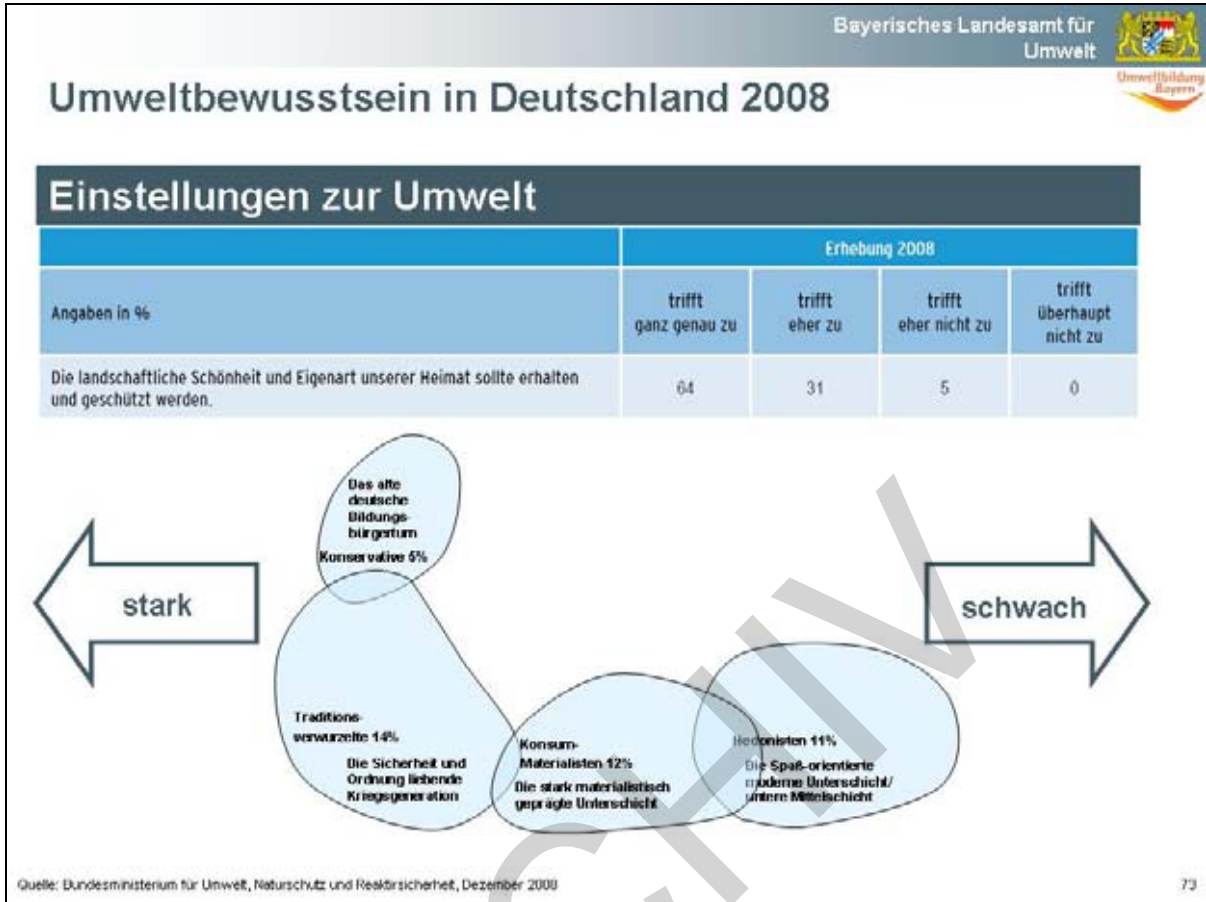 Bayerisches Landesamt für
Umwelt
Umweltbildung
Bayern
Umweltbewusstsein in Deutschland 2008
Einstellungen zur Umwelt
Erhebung 2008
Angaben in %
trifft
ganz genau zu
trifft
eher zu
trifft
eher nicht zu
trifft
überhaupt
nicht zu
Die landschaftliche Schönheit und Eigenart unserer Heimat sollte erhalten
und geschützt werden.
64
31
5
0
Das alte
deutsche
Bildungs-
bürgertum
Konservative 5%
stark
schwach
Traditions-
verwurzelte 14%
Die Sicherheit und
Ordnung liebende
Kriegsgeneration
Konsum-
Materialisten 12%
Die stark materialistisch
geprägte Unterschicht
Hedonisten 11%
Die Spaß-orientierte
moderne Unterschicht/
untere Mittelschicht
CHIV
Quelle: Bundesministerium für Umwelt, Naturschutz und Reaktirsicherheit, Dezember 2008
73